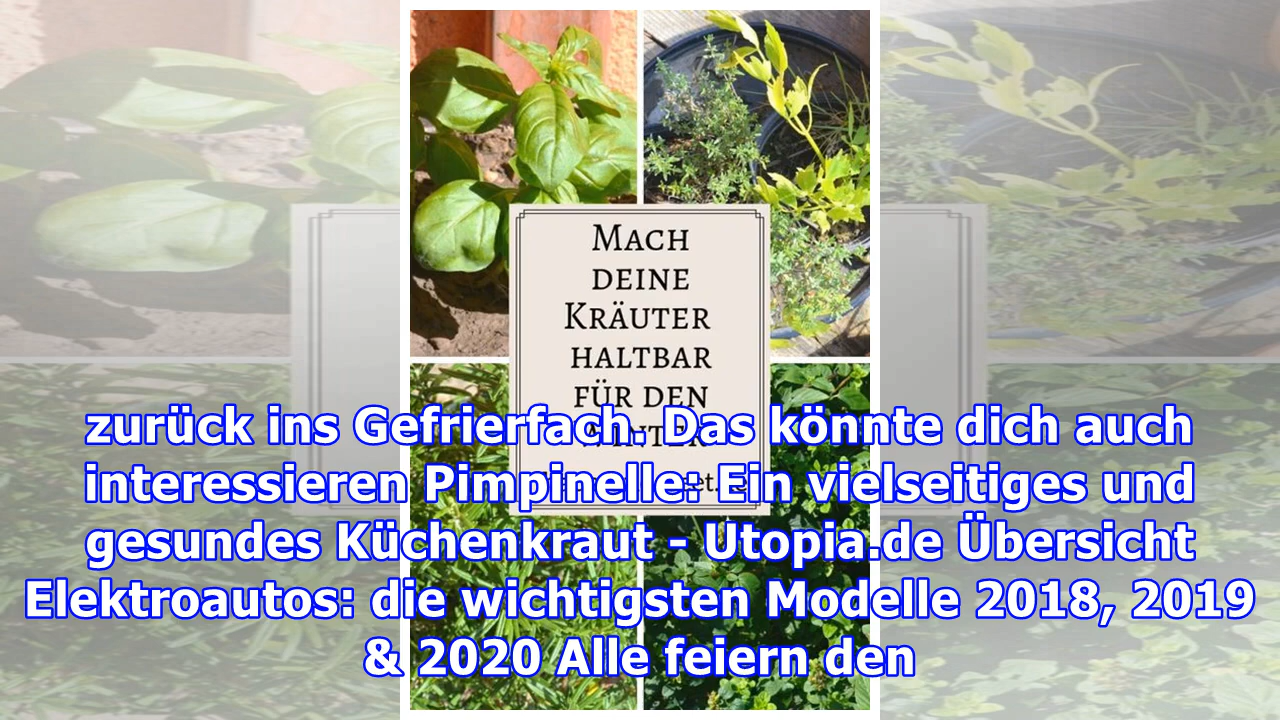 MACH
DEINE
KRÄUTER
HALTBAR
FÜR DEN
zurück ins Gefrierfach. Das könnte dich auch
interessieren Pimpinelle: Ein vielseitiges und
gesundes Küchenkraut - Utopia.de Übersicht
Elektroautos: die wichtigsten Modelle 2018, 2019
& 2020 Alle feiern den